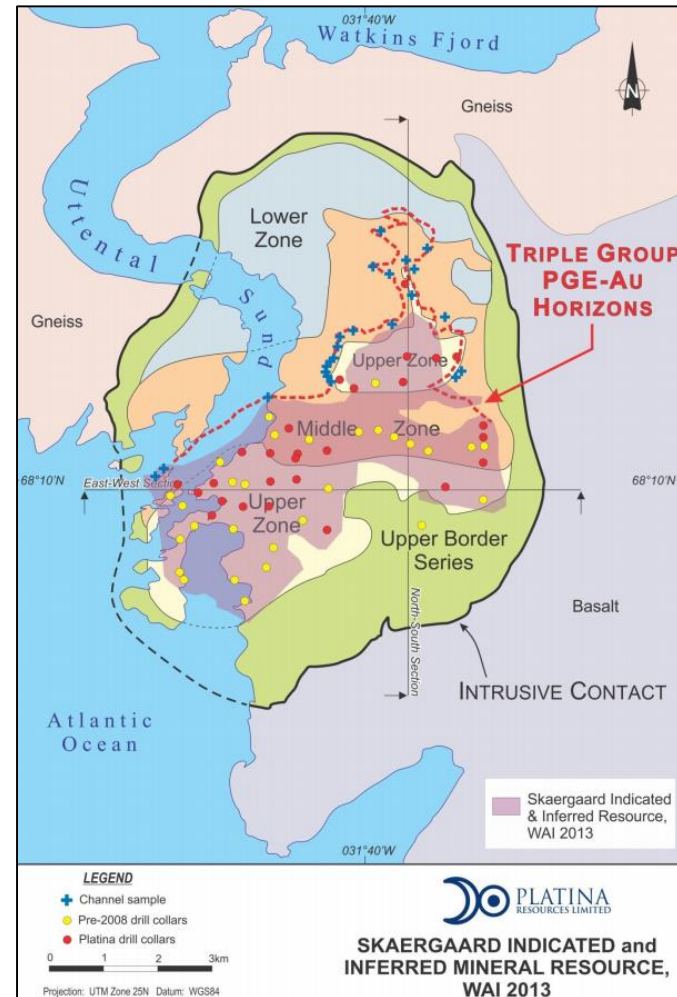 031°40'W
Watkins Fjord
Gneiss
N
Uttental Sund
Lower
Zone
TRIPLE GROUP
PGE-AU
HORIZONS
Gneiss
Upper Zone
Middle Zone
68°10'N
East-West Section
68°10'N
Upper
Zone
Upper Border
Series
North-South Section
Basalt
INTRUSIVE CONTACT
Atlantic
Ocean
Skaergaard Indicated
& Inferred Resource,
WAI 2013
031°40'W
LEGEND
Channel sample
Pre-2008 drill collars
Platina drill collars
0 1 2 3km
Projection: UTM Zone 25N Datum: WGS84
PLATINA
RESOURCES LIMITED
SKAERGAARD INDICATED and
INFERRED MINERAL RESOURCE,
WAI 2013